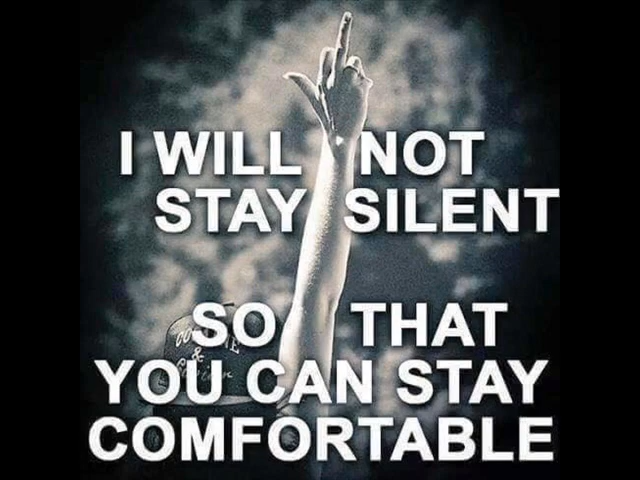 I WILL NOT
STAY SILENT
SO THAT
YOU CAN STAY
COMFORTABLE